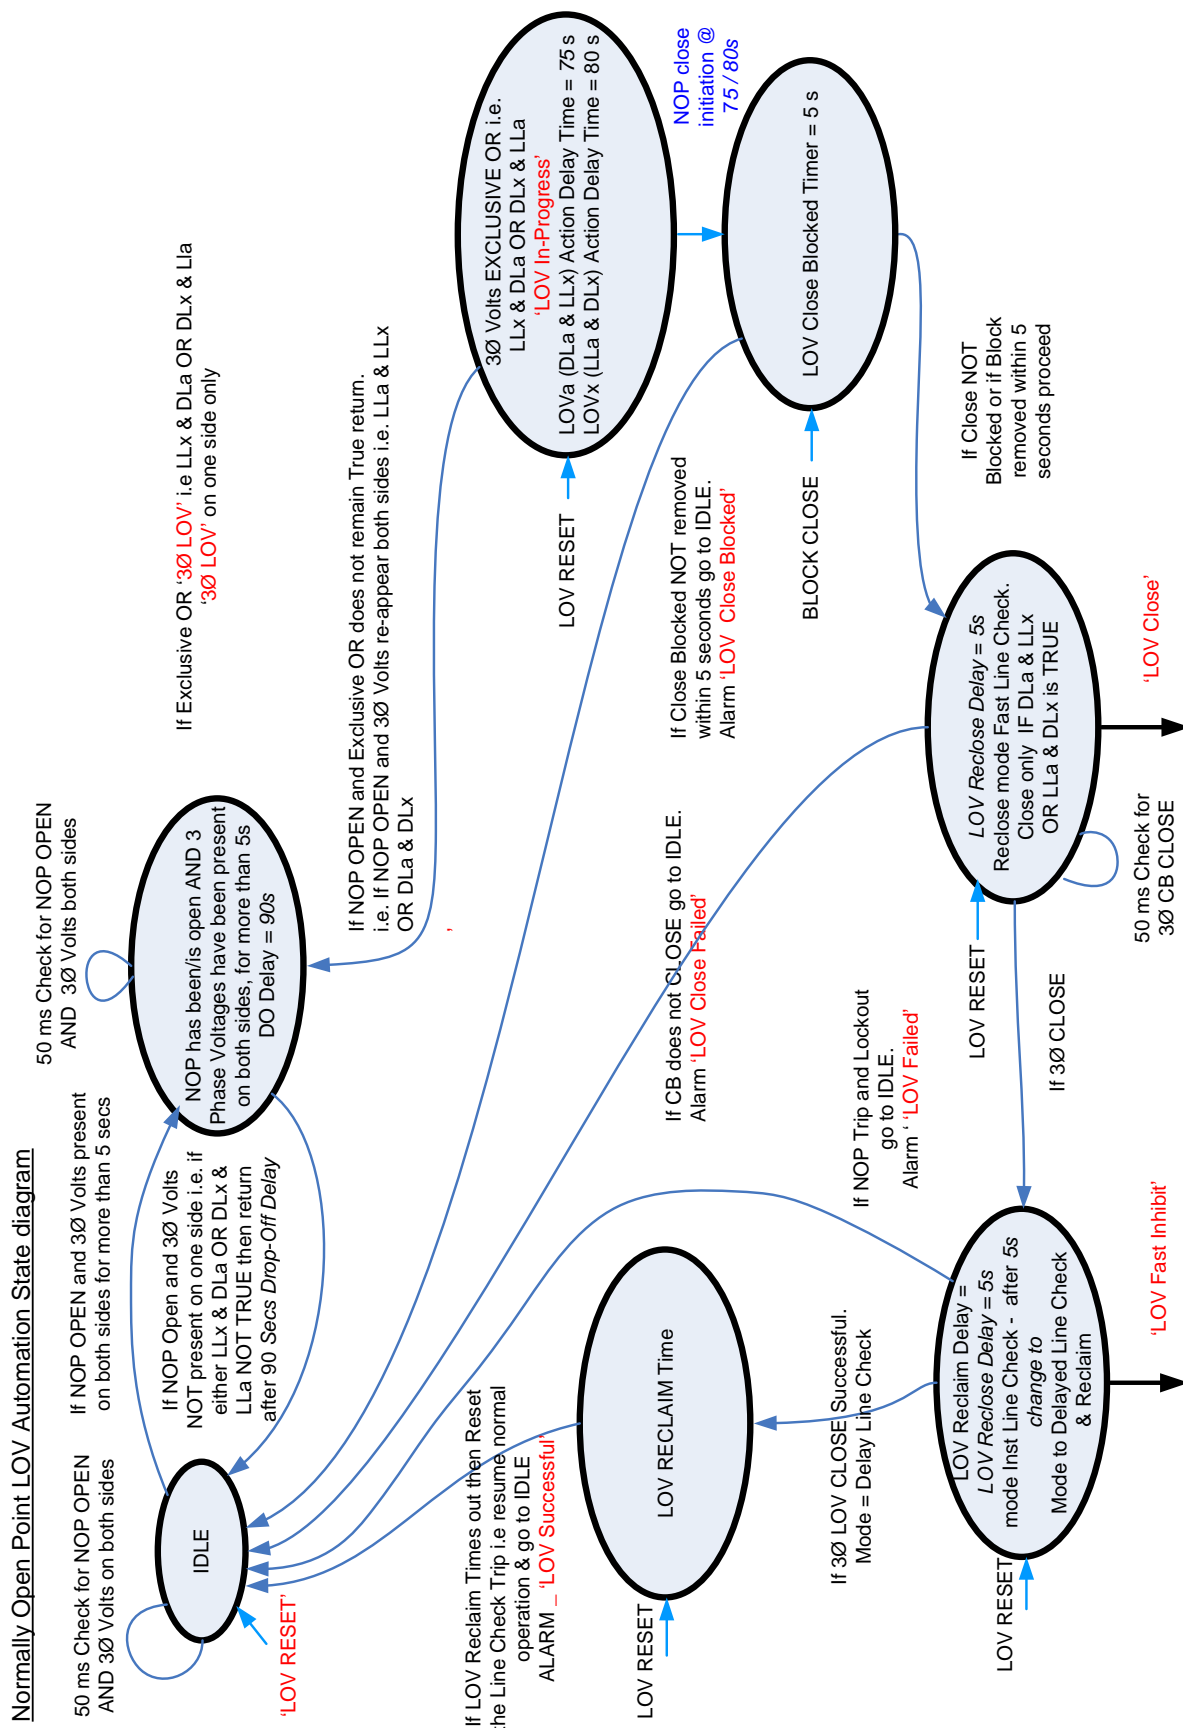 Normally Open Point LOV Automation State diagram
50 ms Check for NOP OPEN
AND 3Ø Volts on both sides
IDLE
'LOV RESET'
If NOP OPEN and 3Ø Volts present
on both sides for more than 5 secs
If NOP Open and 3Ø Volts
NOT present on one side i.e. if
either LLx & DLa OR DLx &
LLa NOT TRUE then return
after 90 Secs Drop-Off Delay
50 ms Check for NOP OPEN
AND 3Ø Volts both sides
NOP has been/is open AND 3
Phase Voltages have been present
on both sides, for more than 5s
DO Delay = 90s
If Exclusive OR '3Ø LOV' i.e LLx & DLa OR DLx & Lla
'3Ø LOV' on one side only
If NOP OPEN and Exclusive OR does not remain True return.
i.e. If NOP OPEN and 3Ø Volts re-appear both sides i.e. LLa & LLx
OR DLa & DLx
'
3Ø Volts EXCLUSIVE OR i.e.
LLx & DLa OR DLx & LLa
'LOV In-Progress'
LOVa (DLa & LLx) Action Delay Time = 75 s
LOVx (LLa & DLx) Action Delay Time = 80 s
LOV RESET
NOP close
initiation @
75 / 80s
LOV Close Blocked Timer = 5 s
BLOCK CLOSE
If Close Blocked NOT removed
within 5 seconds go to IDLE.
Alarm 'LOV Close Blocked'
If Close NOT
Blocked or if Block
removed within 5
seconds proceed
LOV Reclose Delay = 5s
Reclose mode Fast Line Check.
Close only IF DLa & LLx
OR LLa & DLx is TRUE
LOV RESET
'LOV Close'
50 ms Check for
3Ø CB CLOSE
If CB does not CLOSE go to IDLE.
Alarm 'LOV Close Failed'
If 3Ø CLOSE
If NOP Trip and Lockout
go to IDLE.
Alarm ' 'LOV Failed'
LOV Reclaim Delay =
LOV Reclose Delay = 5s
mode Inst Line Check - after 5s
change to
Mode to Delayed Line Check
& Reclaim
LOV RESET
'LOV Fast Inhibit'
If 3Ø LOV CLOSE Successful.
Mode = Delay Line Check
LOV RECLAIM Time
LOV RESET
If LOV Reclaim Times out then Reset
the Line Check Trip i.e resume normal
operation & go to IDLE
ALARM _ 'LOV Successful'